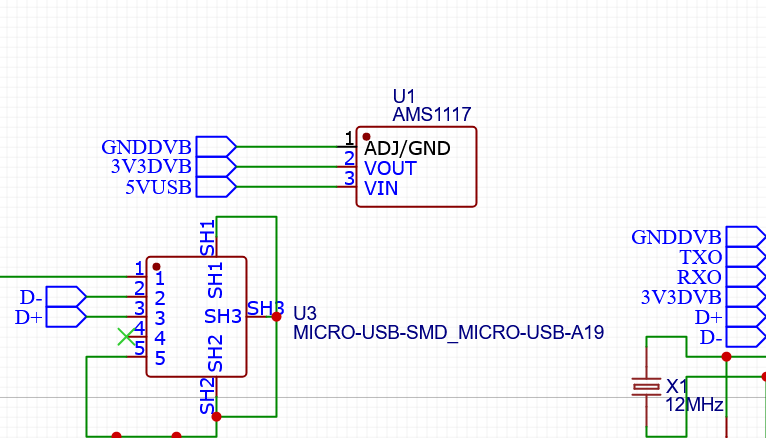 U1
AMS1117
GNDDVB
3V3DVB
5VUSB
1
2
3
ADJ/GND
VOUT
VIN
SH1
SH1
1
2
3
4
5
1
2
3
4
5
D-
D+
SH3
SH3
SH2
SH2
U3
MICRO-USB-SMD_MICRO-USB-A19
GNDDVB
TXO
RXO
3V3DVB
D+
D-
X1
12MHz